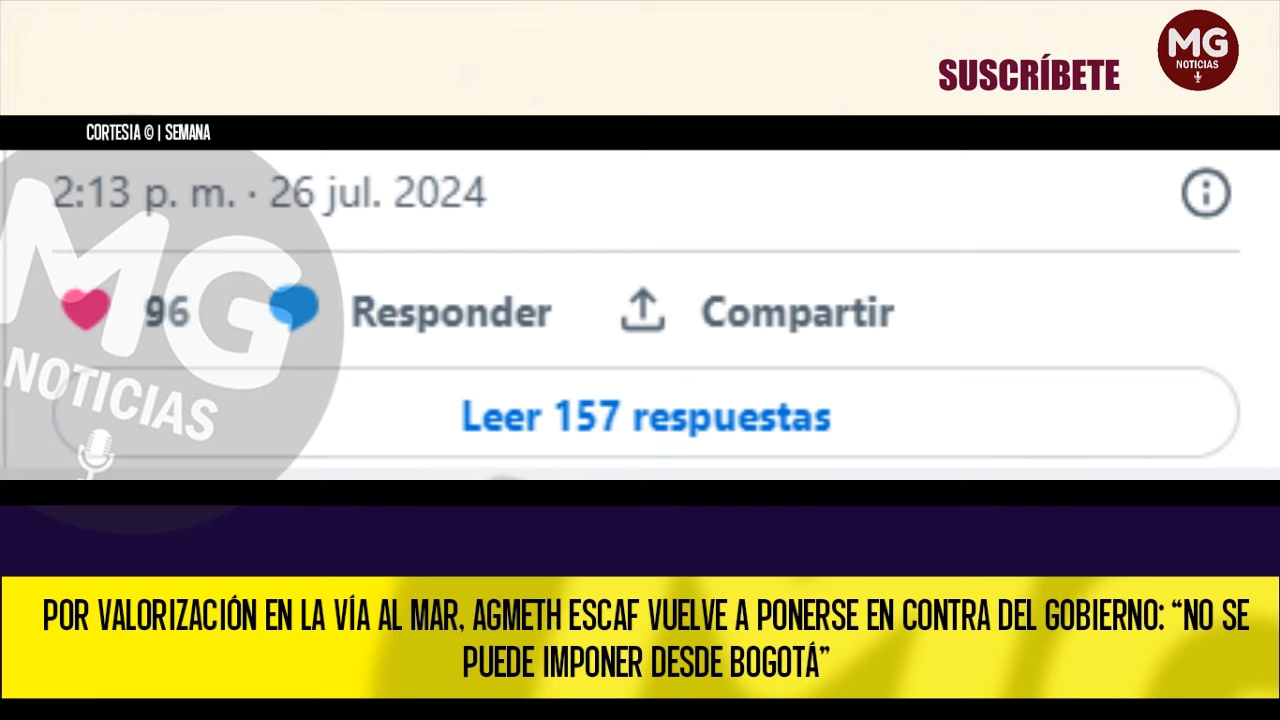 SUSCRÍBETE
MG
NOTICIAS
CORTESIA © | SEMANA
2:13 p. m. · 26 jul. 2024
96 Responder Compartir
Leer 157 respuestas
MG
NOTICIAS
POR VALORIZACIÓN EN LA VÍA AL MAR, AGMETH ESCAF VUELVE A PONERSE EN CONTRA DEL GOBIERNO: “NO SE
PUEDE IMPONER DESDE BOGOTÁ”